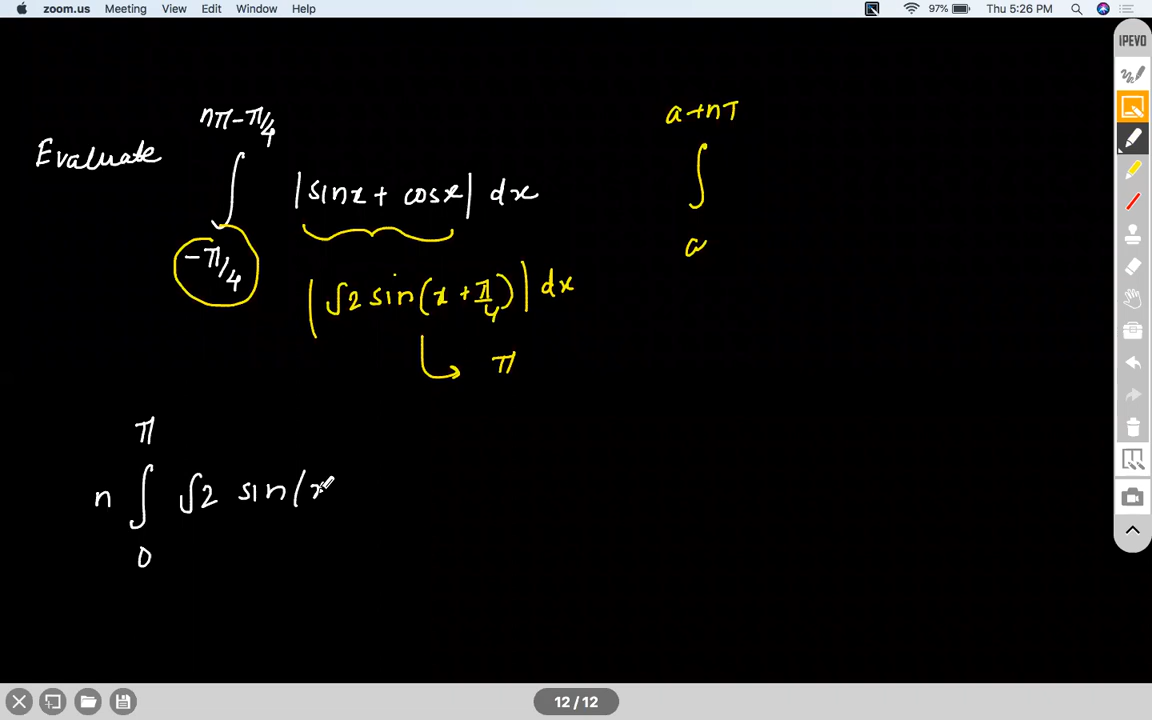 zoom.us Meeting View Edit Window Help 97% Thu 5:26 PM
IPEVO
Evaluate ∫_{-π/4}^{nπ-π/4} |sinx + cosx| dx
∫_{a}^{a+nT}
|√2 sin(x + π/4)| dx
π
n ∫_{0}^{π} √2 sin(x
12 / 12